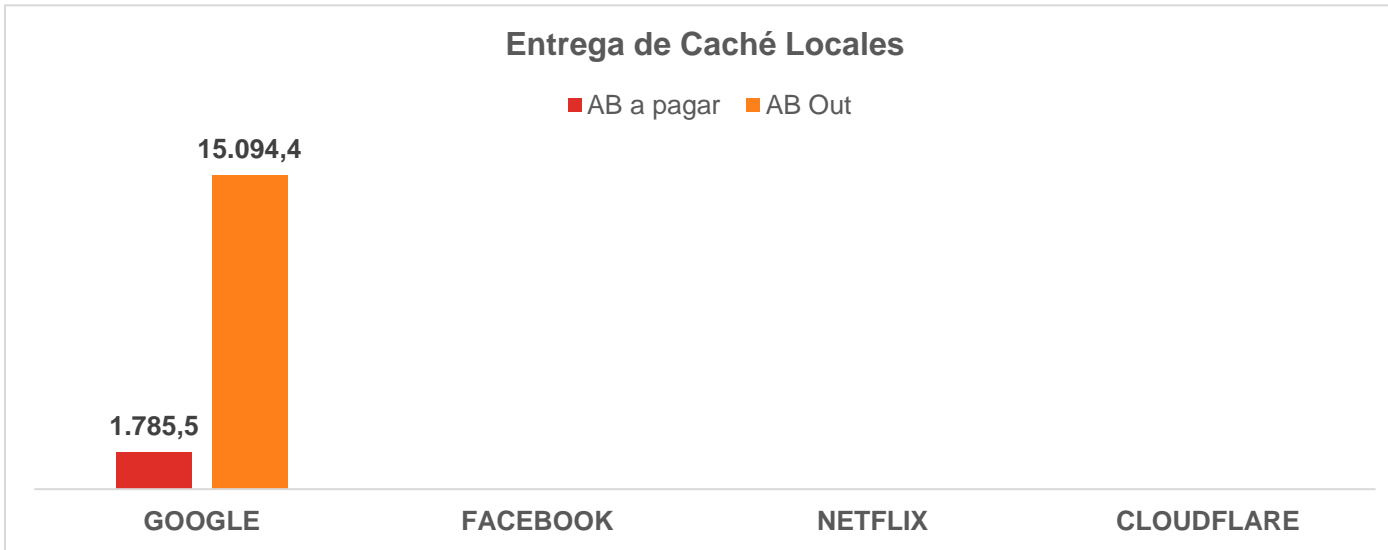 Entrega de Caché Locales
AB a pagar AB Out
15.094,4
1.785,5
GOOGLE FACEBOOK NETFLIX CLOUDFLARE